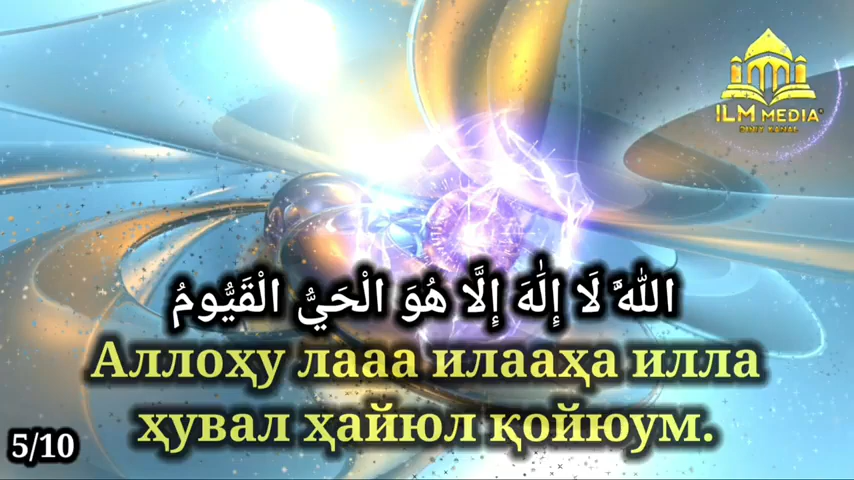 ILM MEDIA
اللَّهُ لَا إِلَٰهَ إِلَّا هُوَ الْحَيُّ الْقَيُّومُ
Аллоҳу лааа илааҳа илла
ҳувал ҳайюл қойюум.
5/10